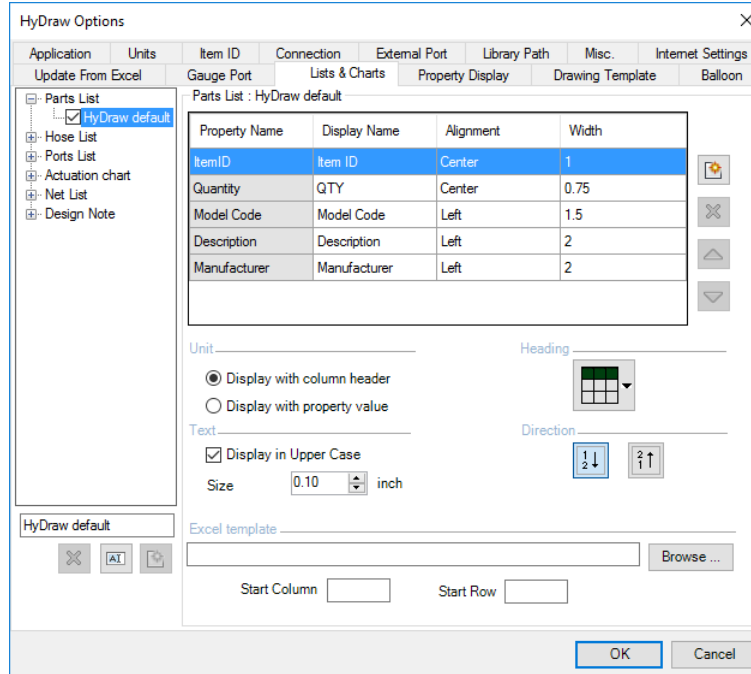 HyDraw Options
Application Units Item ID Connection External Port Library Path Misc. Internet Settings
Update From Excel Gauge Port Lists & Charts Property Display Drawing Template Balloon
Parts List
HyDraw default
Hose List
Ports List
Actuation chart
Net List
Design Note
HyDraw default
AI
Parts List : HyDraw default
Property Name Display Name Alignment Width
ItemID Item ID Center 1
Quantity QTY Center 0.75
Model Code Model Code Left 1.5
Description Description Left 2
Manufacturer Manufacturer Left 2
Unit
Display with column header
Display with property value
Heading
Text
Display in Upper Case
Size 0.10 inch
Direction
1 2
2 1
Excel template
Browse ...
Start Column Start Row
OK Cancel